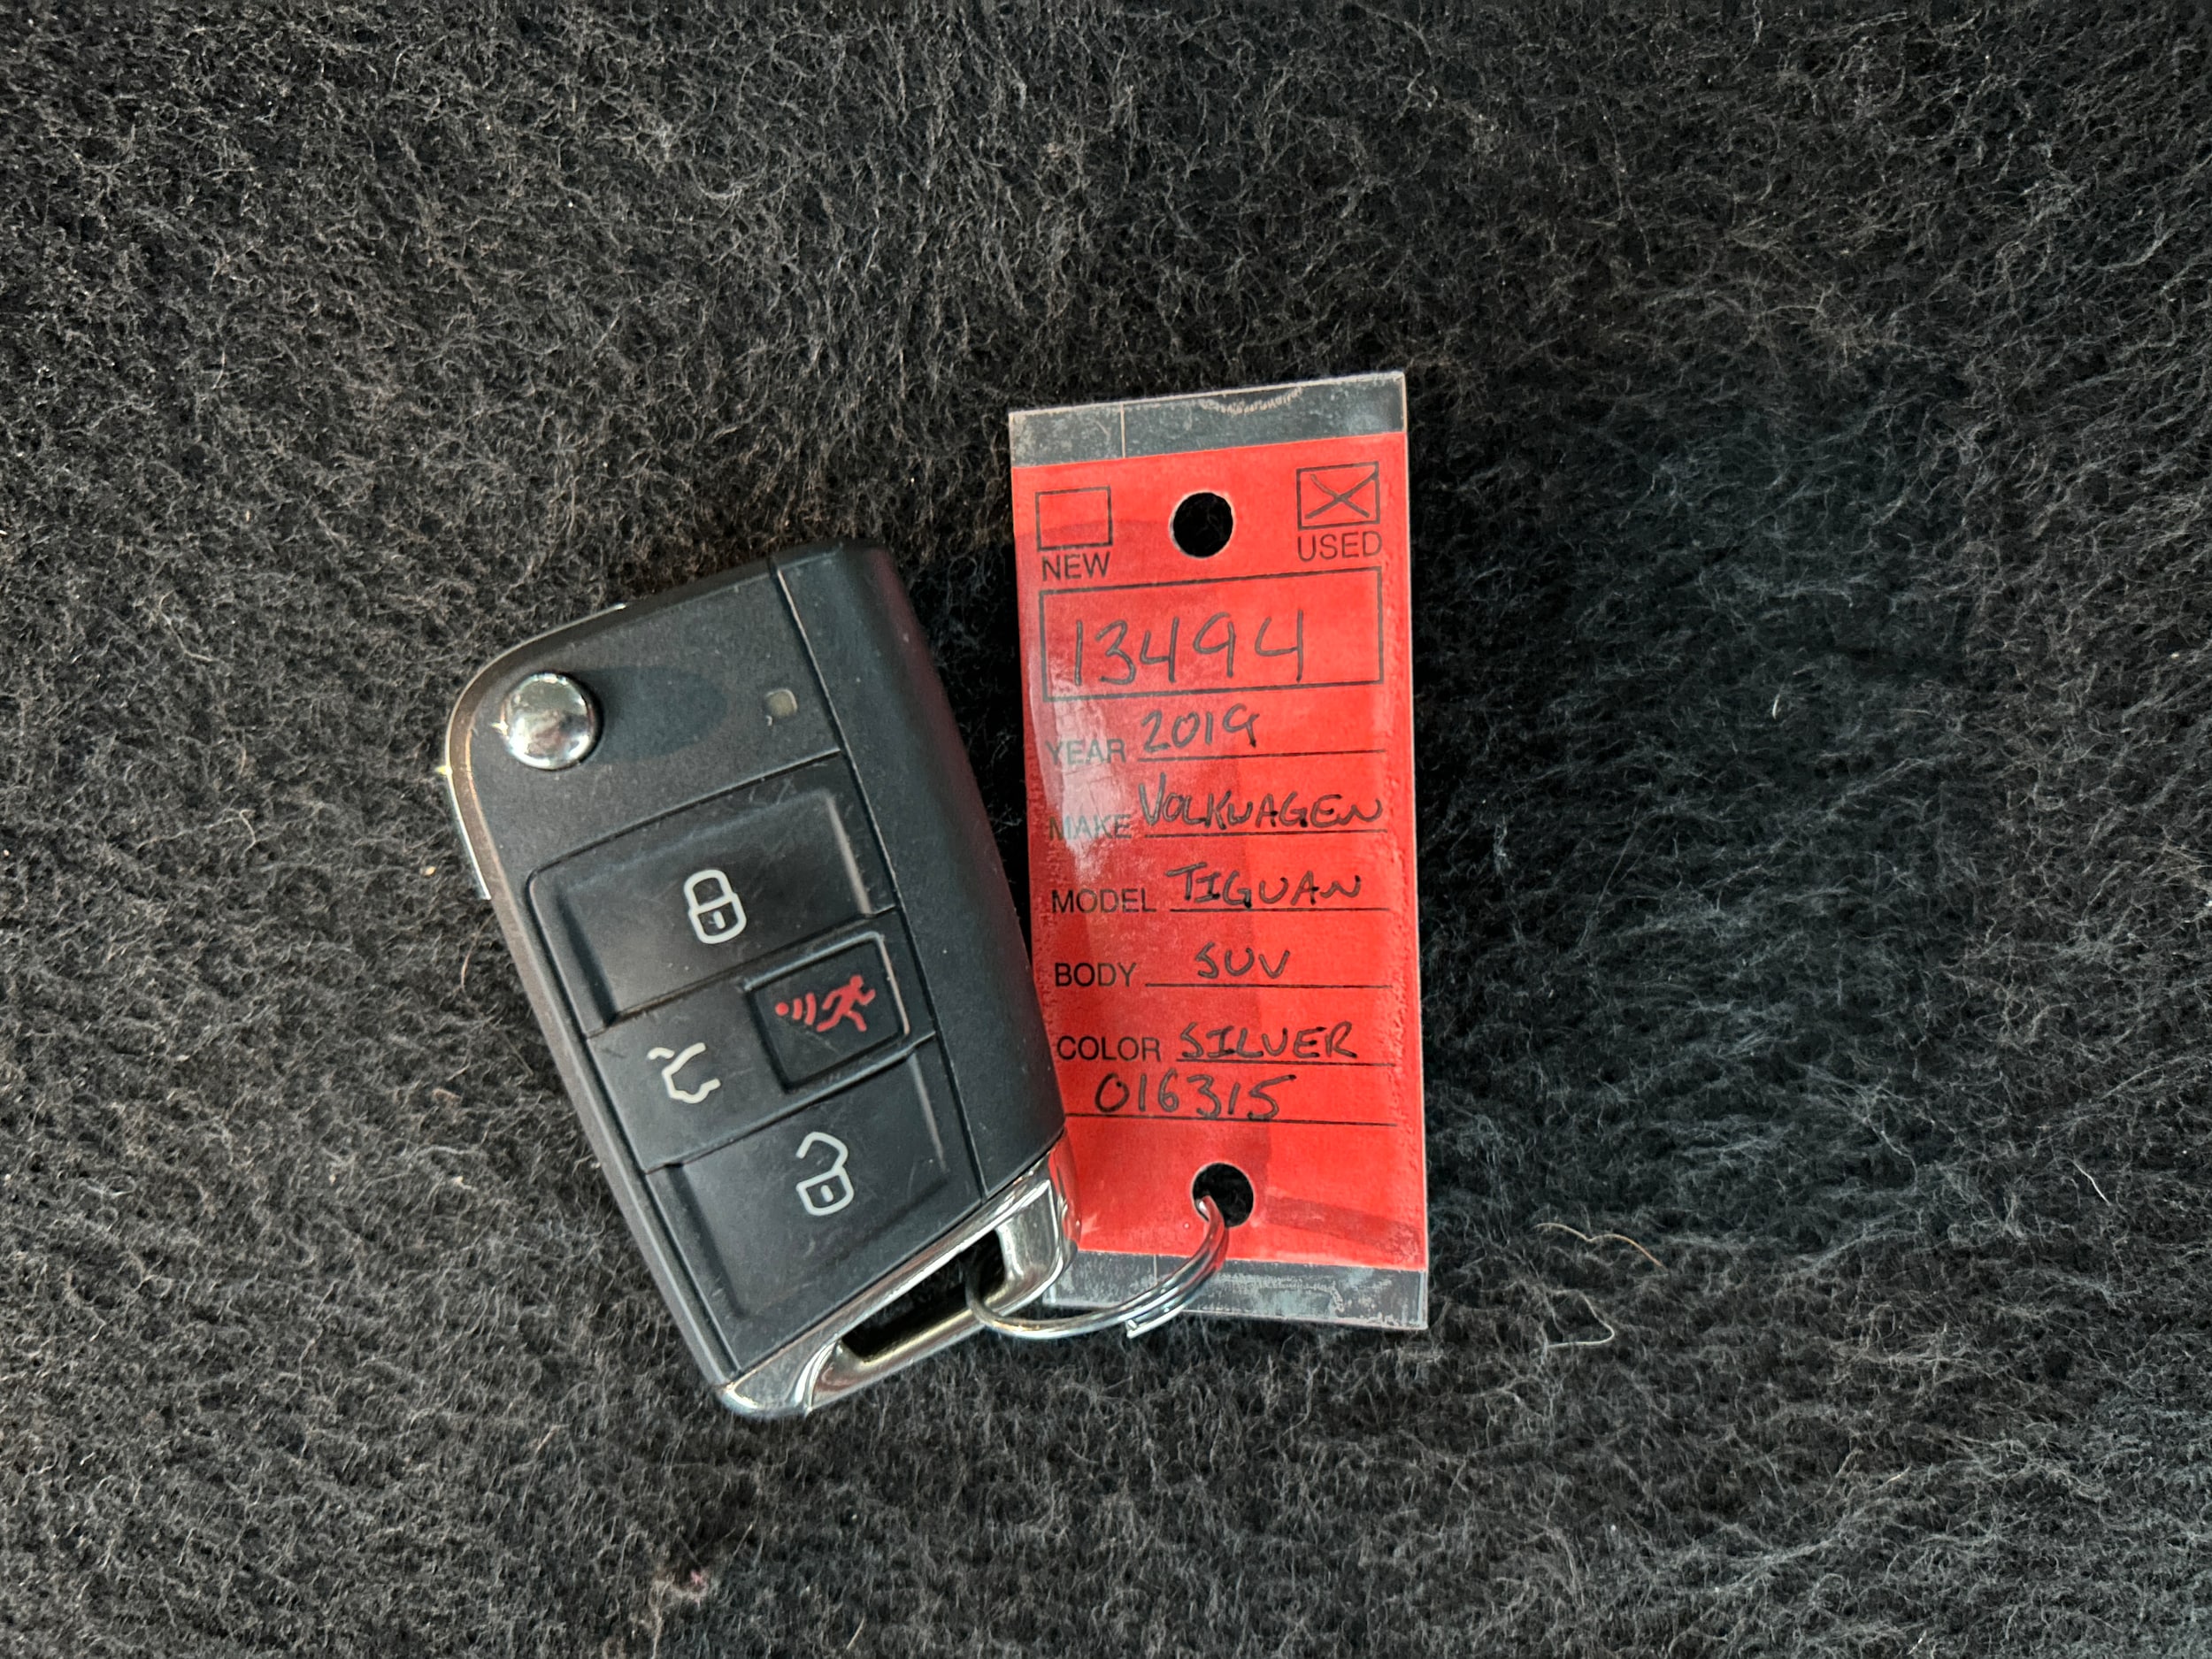 NEW USED
13494
YEAR 2019
MAKE VOLKWAGEN
MODEL TIGUAN
BODY SUV
COLOR SILVER
016315